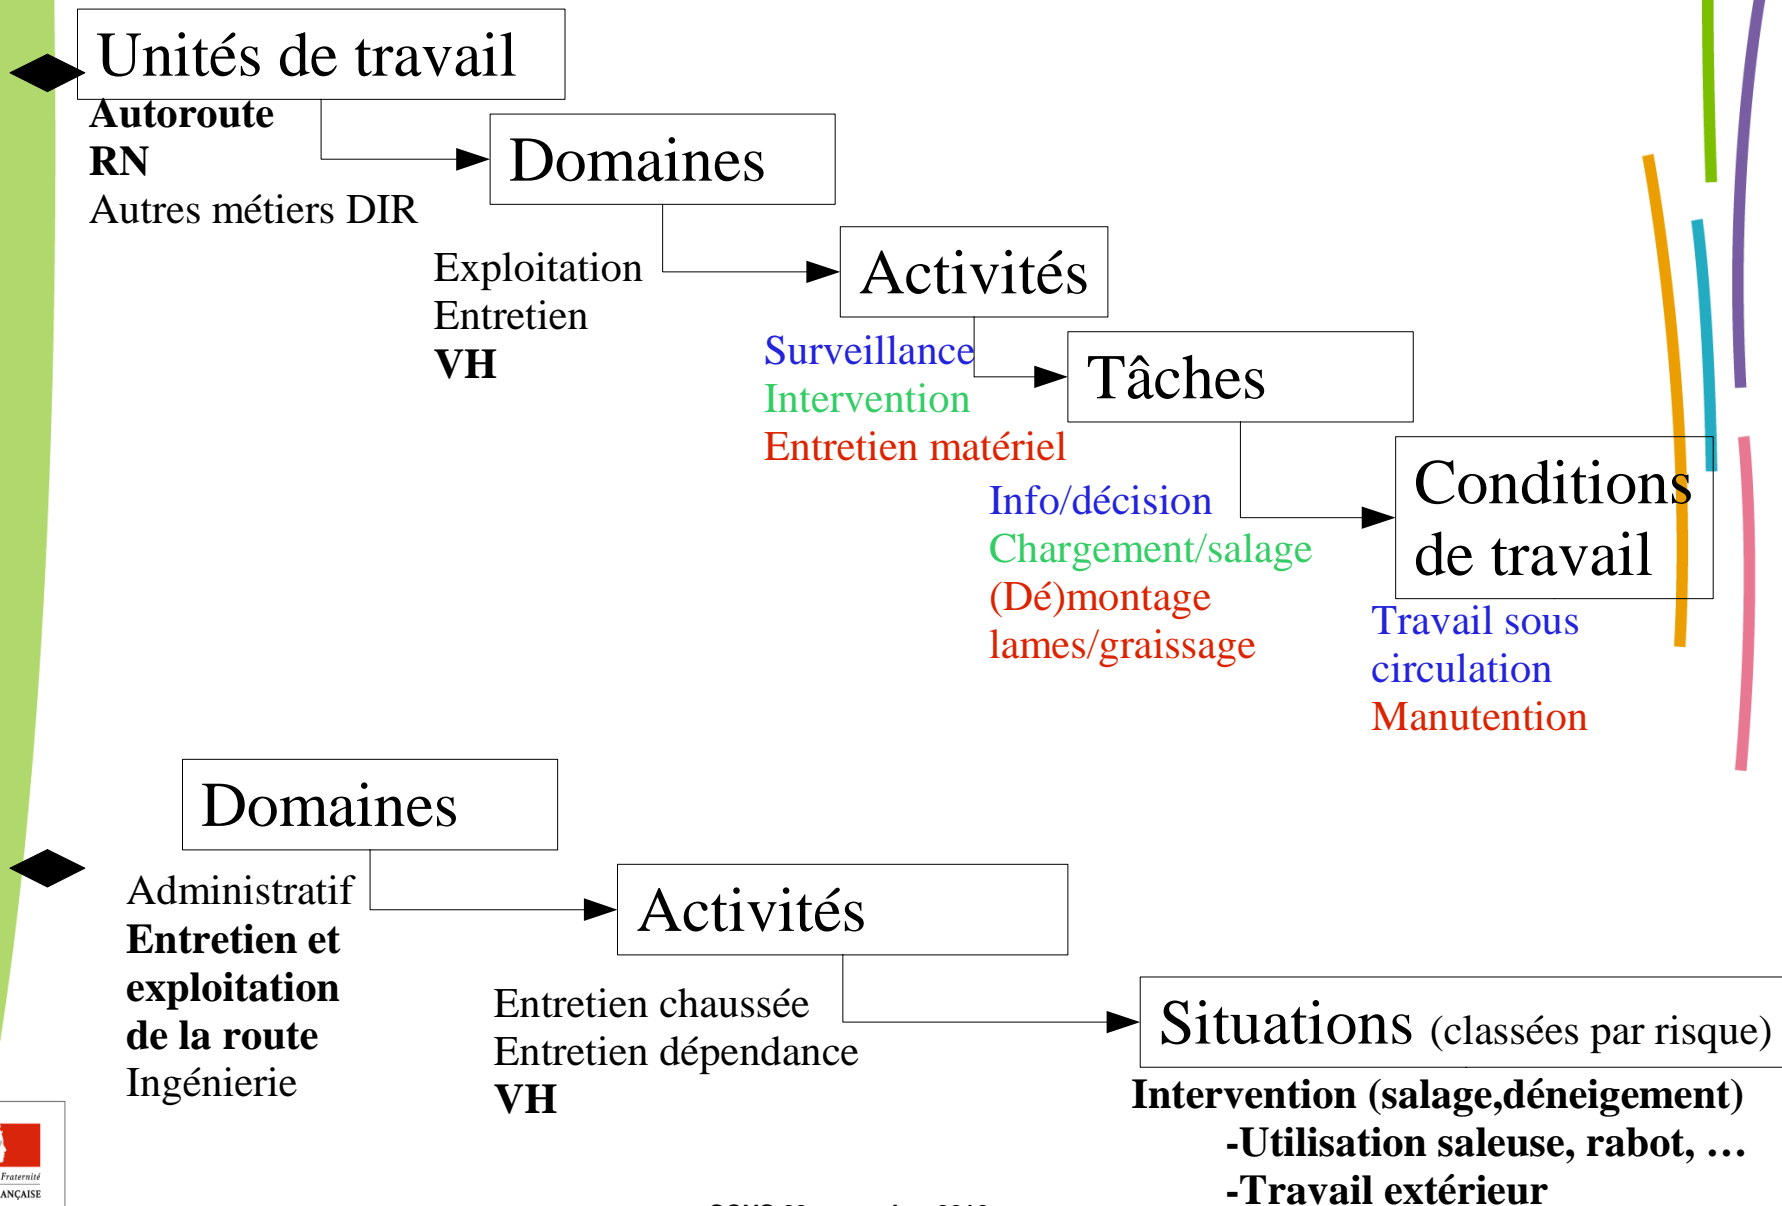 Unités de travail
Autoroute
RN
Autres métiers DIR
Domaines
Exploitation
Entretien
VH
Activités
Surveillance
Intervention
Entretien matériel
Tâches
Info/décision
Chargement/salage
(Dé)montage
lames/graissage
Conditions
de travail
Travail sous
circulation
Manutention
Domaines
Administratif
Entretien et
exploitation
de la route
Ingénierie
Activités
Entretien chaussée
Entretien dépendance
VH
Situations (classées par risque)
Intervention (salage,déneigement)
-Utilisation saleuse, rabot, …
-Travail extérieur
Fraternité